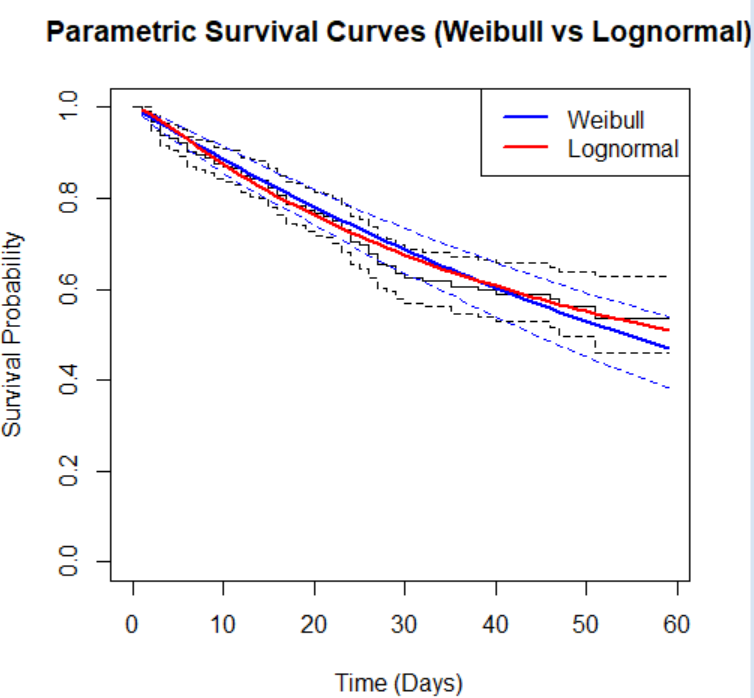 Parametric Survival Curves (Weibull vs Lognormal)
Weibull
Lognormal
Survival Probability
1.0
0.8
0.6
0.4
0.2
0.0
0 10 20 30 40 50 60
Time (Days)